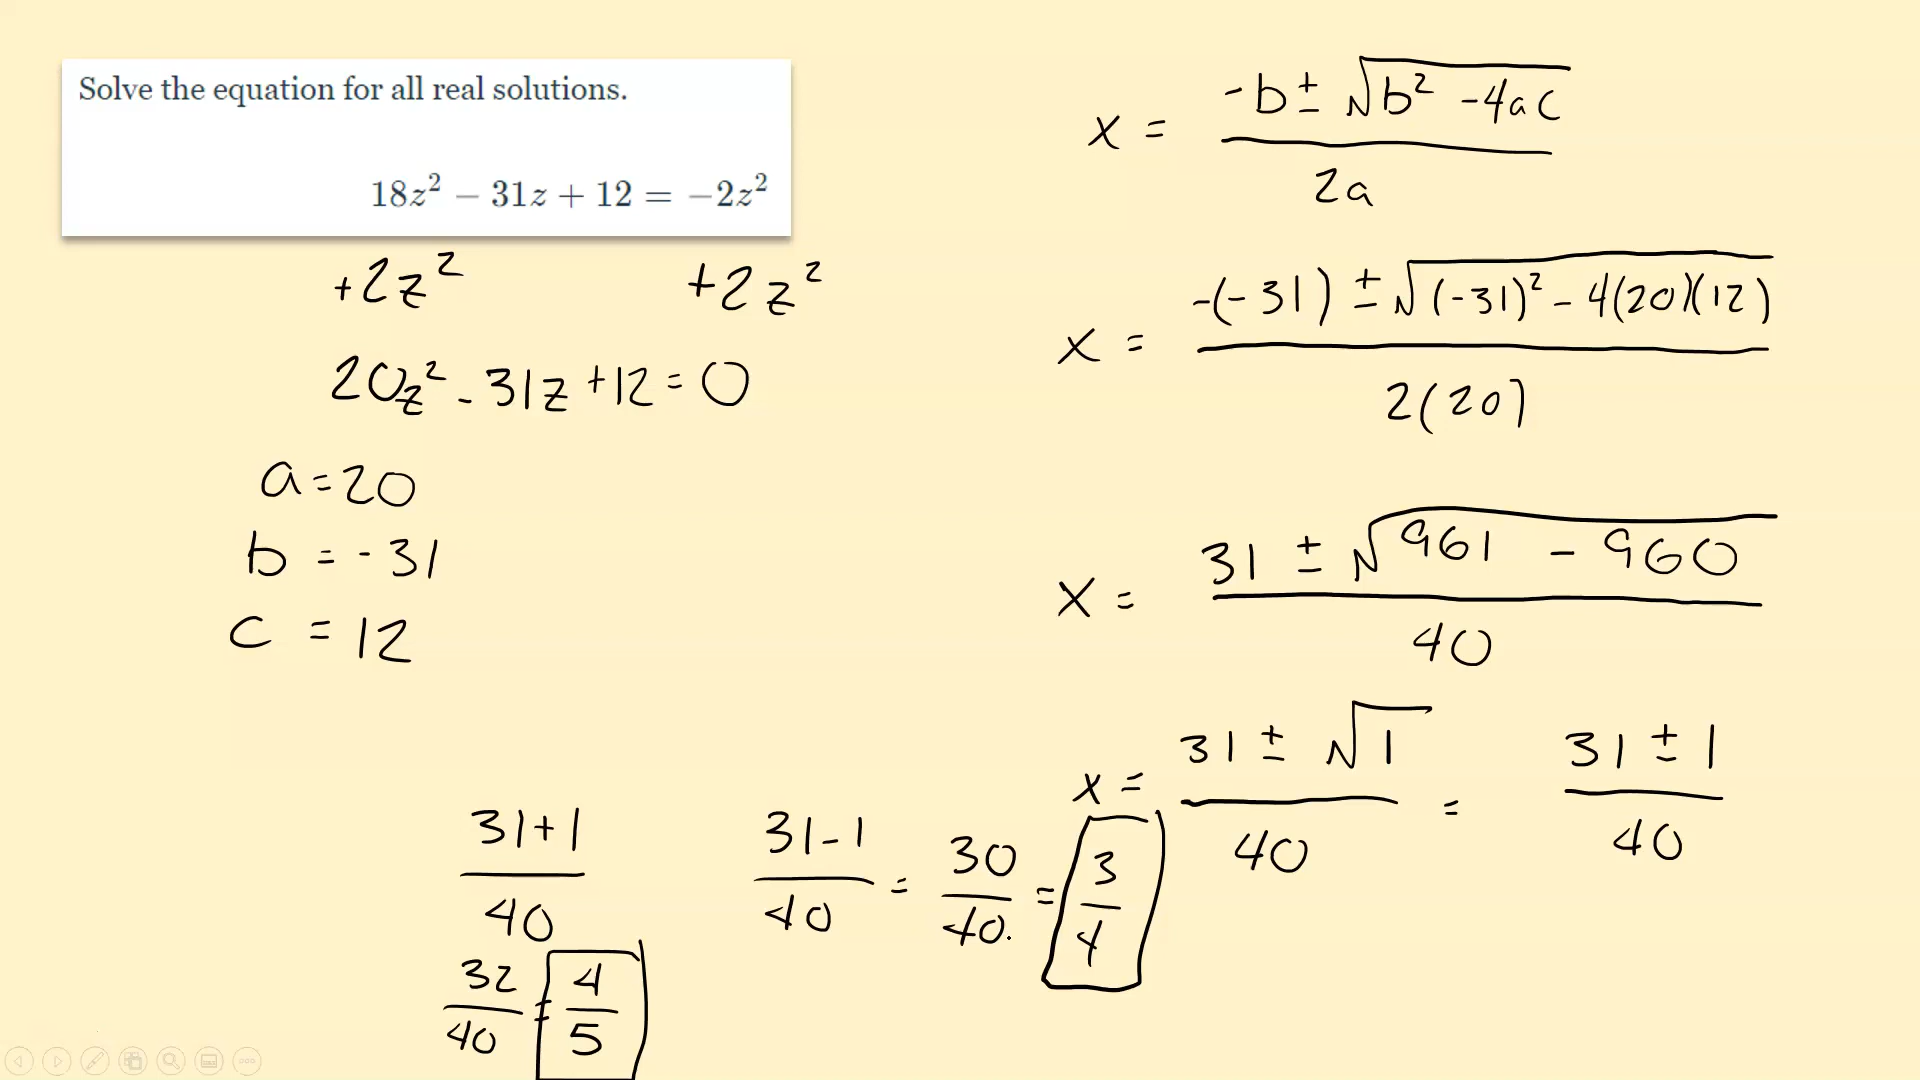 Solve the equation for all real solutions.
18z² − 31z + 12 = −2z²
+2z² +2z²
20z² - 31z + 12 = 0
a = 20
b = -31
c = 12
x = (-b ± √(b² - 4ac)) / 2a
x = (-(-31) ± √((-31)² - 4(20)(12))) / 2(20)
x = (31 ± √(961 - 960)) / 40
x = (31 ± √1) / 40 = (31 ± 1) / 40
(31+1) / 40
32/40 = 4/5
(31-1) / 40 = 30/40 = 3/4